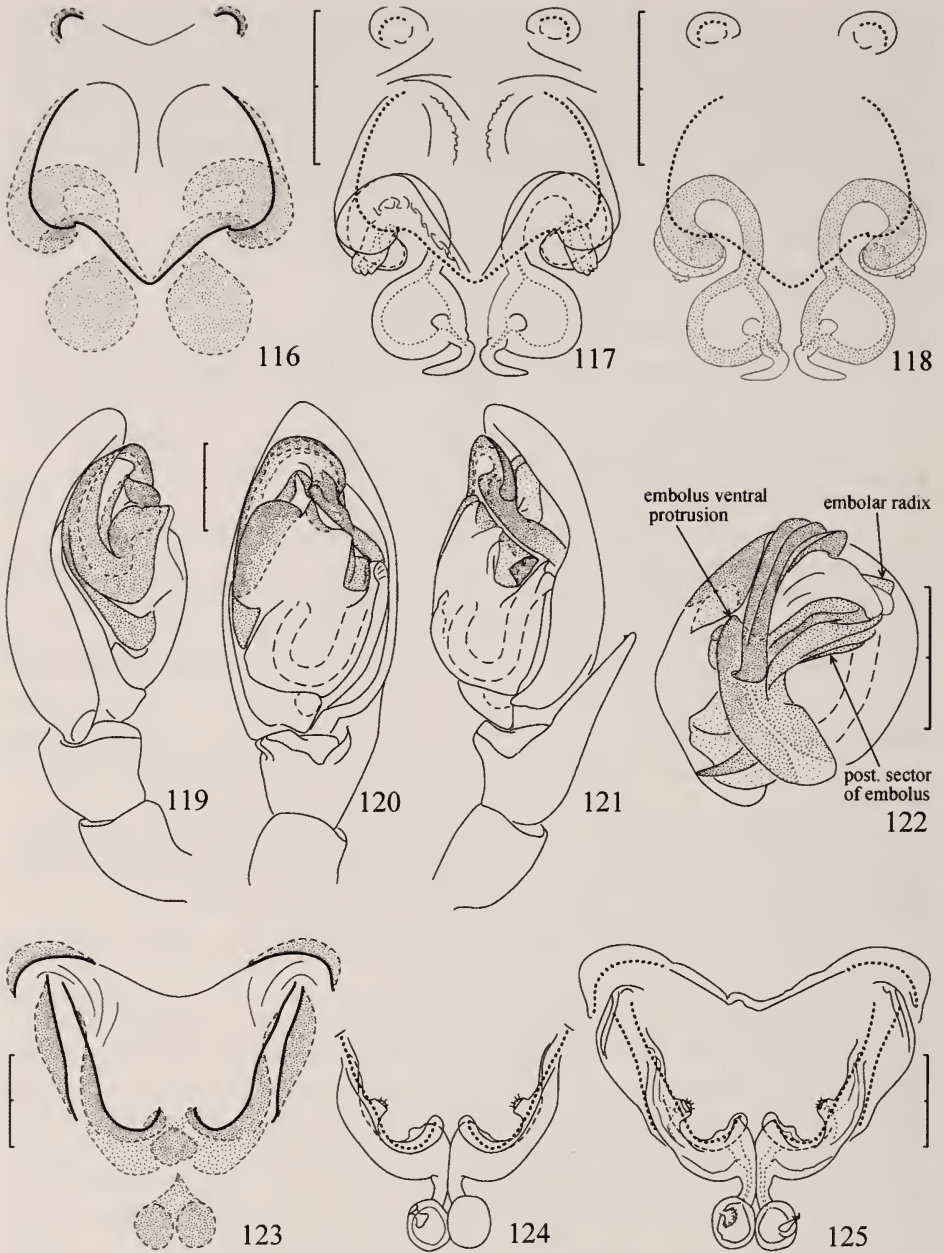 116
117
118
119
120
121
embolus ventral
protrusion
embolar radix
post. sector
of embolus
122
123
124
125